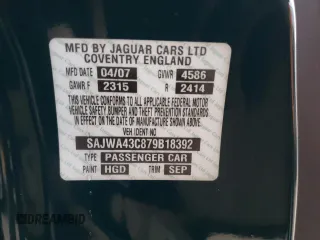 MFD BY JAGUAR CARS LTD
COVENTRY ENGLAND
MFD DATE 04/07 GVWR 4586
GAWR F 2315 R 2414
THIS VEHICLE CONFORMS TO ALL APPLICABLE FEDERAL MOTOR
VEHICLE SAFETY, BUMPER AND THEFT PREVENTION STANDARDS
IN EFFECT ON THE DATE OF MANUFACTURE SHOWN ABOVE
VEH IDENT Nº
SAJWA43C879B18392
TYPE PASSENGER CAR
PAINT HGD TRIM SEP
DREAMBID